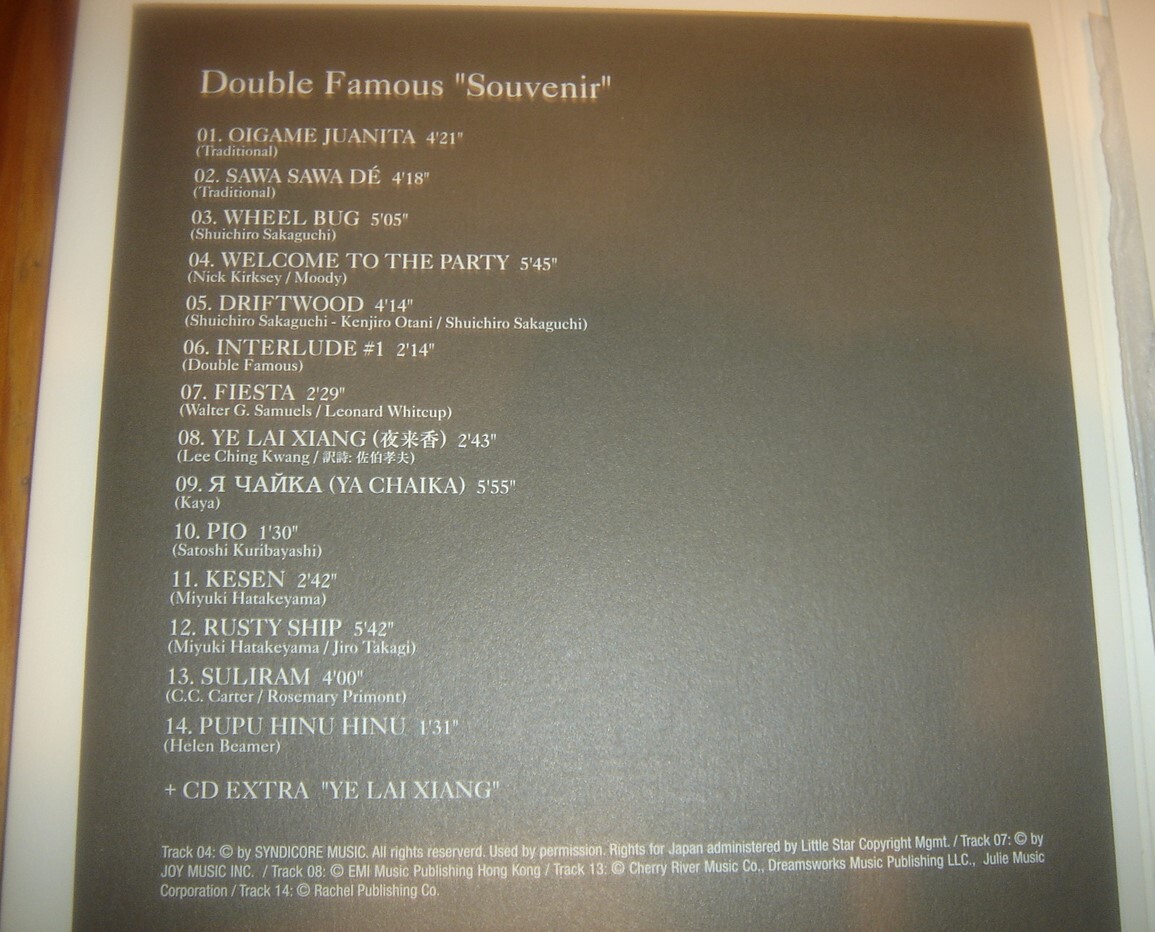 Double Famous "Souvenir"
01. OIGAME JUANITA 4'21"
(Traditional)
02. SAWA SAWA DÉ 4'18"
(Traditional)
03. WHEEL BUG 5'05"
(Shuichiro Sakaguchi)
04. WELCOME TO THE PARTY 5'45"
(Nick Kirksey / Moody)
05. DRIFTWOOD 4'14"
(Shuichiro Sakaguchi - Kenjiro Otani / Shuichiro Sakaguchi)
06. INTERLUDE #1 2'14"
(Double Famous)
07. FIESTA 2'29"
(Walter G. Samuels / Leonard Whitcup)
08. YE LAI XIANG (夜来香) 2'43"
(Lee Ching Kwang / 訳詩: 佐伯孝夫)
09. Я ЧАЙКА (YA CHAIKA) 5'55"
(Kaya)
10. PIO 1'30"
(Satoshi Kuribayashi)
11. KESEN 2'42"
(Miyuki Hatakeyama)
12. RUSTY SHIP 5'42"
(Miyuki Hatakeyama / Jiro Takagi)
13. SULIRAM 4'00"
(C.C. Carter / Rosemary Primont)
14. PUPU HINU HINU 1'31"
(Helen Beamer)
+ CD EXTRA "YE LAI XIANG"
Track 04: © by SYNDICORE MUSIC. All rights reserverd. Used by permission. Rights for Japan administered by Little Star Copyright Mgmt. / Track 07: © by
JOY MUSIC INC. / Track 08: © EMI Music Publishing Hong Kong / Track 13: © Cherry River Music Co., Dreamsworks Music Publishing LLC., Julie Music
Corporation / Track 14: © Rachel Publishing Co.